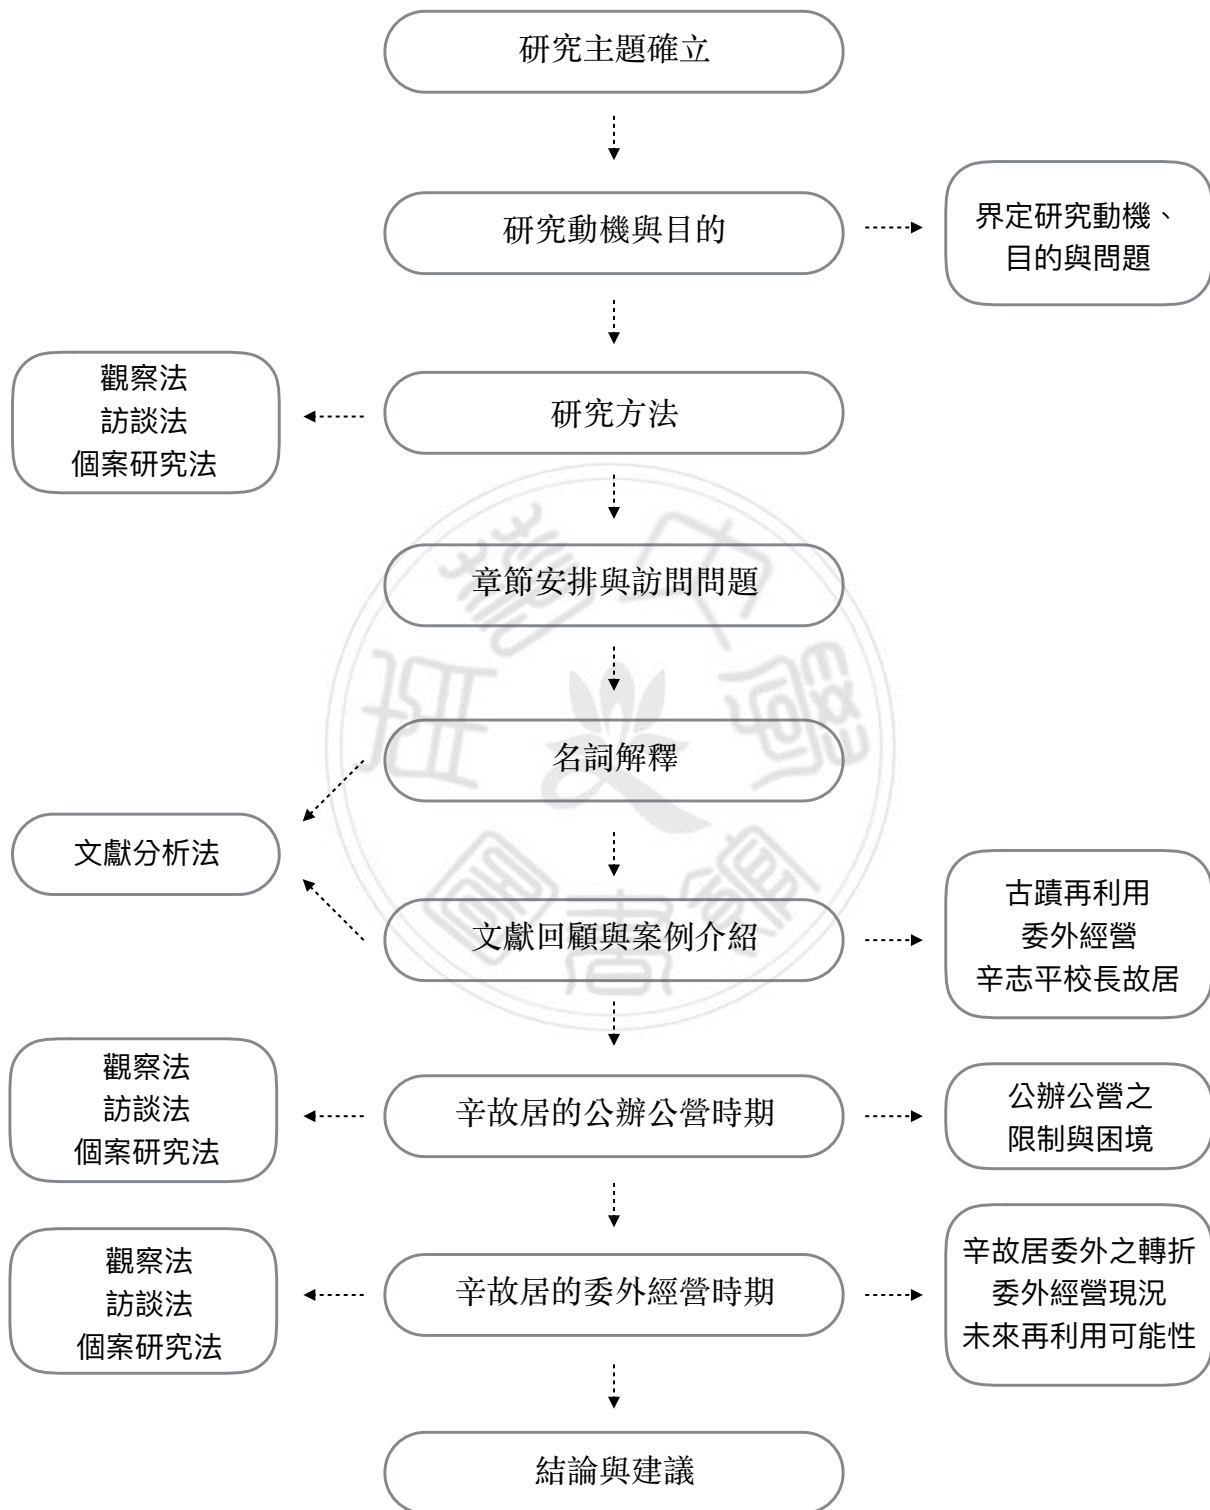 研究主題確立
研究動機與目的
界定研究動機、
目的與問題
觀察法
訪談法
個案研究法
研究方法
章節安排與訪問問題
名詞解釋
文獻分析法
文獻回顧與案例介紹
古蹟再利用
委外經營
辛志平校長故居
觀察法
訪談法
個案研究法
辛故居的公辦公營時期
公辦公營之
限制與困境
觀察法
訪談法
個案研究法
辛故居的委外經營時期
辛故居委外之轉折
委外經營現況
未來再利用可能性
結論與建議